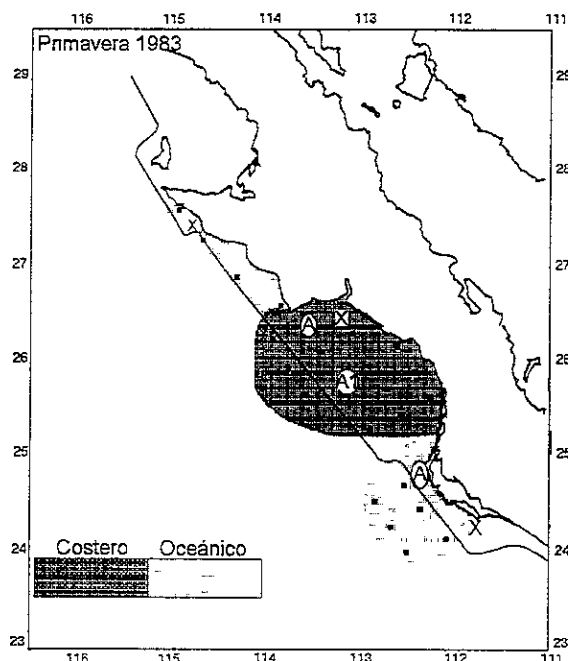 116 115 114 113 112 111
Primavera 1983
29 29
28 28
X
27 27
A X
26 A 26
25 25
A
X
24 24
Costero Oceánico
23 23
116 115 114 113 112 111